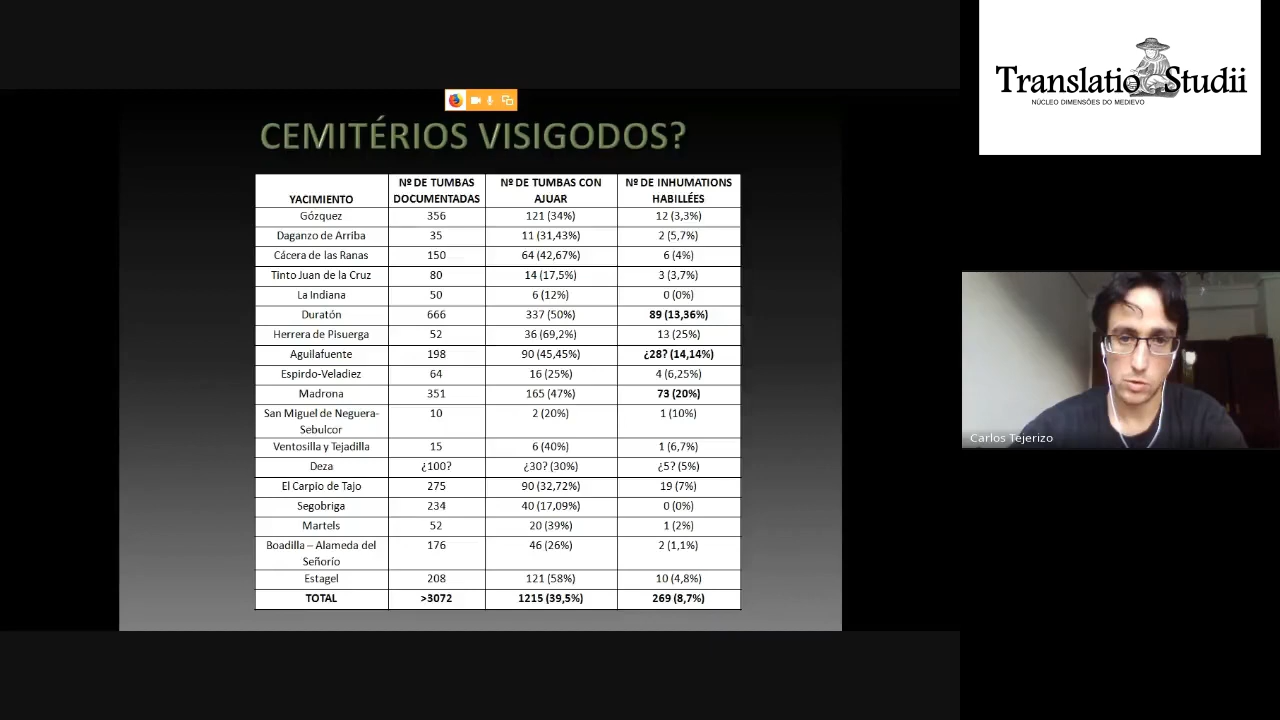 CEMITÉRIOS VISIGODOS?
YACIMIENTO Nº DE TUMBAS DOCUMENTADAS Nº DE TUMBAS CON AJUAR Nº DE INHUMATIONS HABILLÉES
Gózquez 356 121 (34%) 12 (3,3%)
Daganzo de Arriba 35 11 (31,43%) 2 (5,7%)
Cácera de las Ranas 150 64 (42,67%) 6 (4%)
Tinto Juan de la Cruz 80 14 (17,5%) 3 (3,7%)
La Indiana 50 6 (12%) 0 (0%)
Duratón 666 337 (50%) 89 (13,36%)
Herrera de Pisuerga 52 36 (69,2%) 13 (25%)
Aguilafuente 198 90 (45,45%) ¿28? (14,14%)
Espirdo-Veladiez 64 16 (25%) 4 (6,25%)
Madrona 351 165 (47%) 73 (20%)
San Miguel de Neguera-Sebulcor 10 2 (20%) 1 (10%)
Ventosilla y Tejadilla 15 6 (40%) 1 (6,7%)
Deza ¿100? ¿30? (30%) ¿5? (5%)
El Carpio de Tajo 275 90 (32,72%) 19 (7%)
Segobriga 234 40 (17,09%) 0 (0%)
Martels 52 20 (39%) 1 (2%)
Boadilla – Alameda del Señorío 176 46 (26%) 2 (1,1%)
Estagel 208 121 (58%) 10 (4,8%)
TOTAL >3072 1215 (39,5%) 269 (8,7%)
Translatio Studii
NÚCLEO DIMENSÕES DO MEDIEVO
Carlos Tejerizo